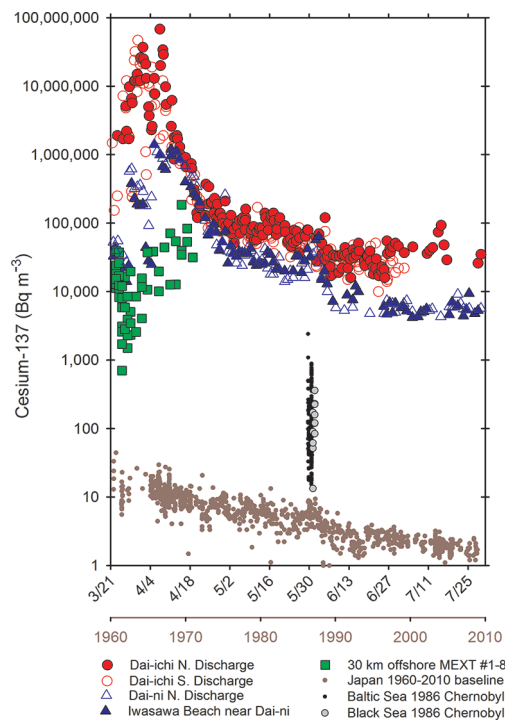 100,000,000
10,000,000
1,000,000
100,000
10,000
1,000
100
10
1
Cesium-137 (Bq m⁻³)
3/21
4/4
4/18
5/2
5/16
5/30
6/13
6/27
7/11
7/25
1960
1970
1980
1990
2000
2010
Dai-ichi N. Discharge
Dai-ichi S. Discharge
Dai-ni N. Discharge
Iwasawa Beach near Dai-ni
30 km offshore MEXT #1-8
Japan 1960-2010 baseline
Baltic Sea 1986 Chernobyl
Black Sea 1986 Chernobyl